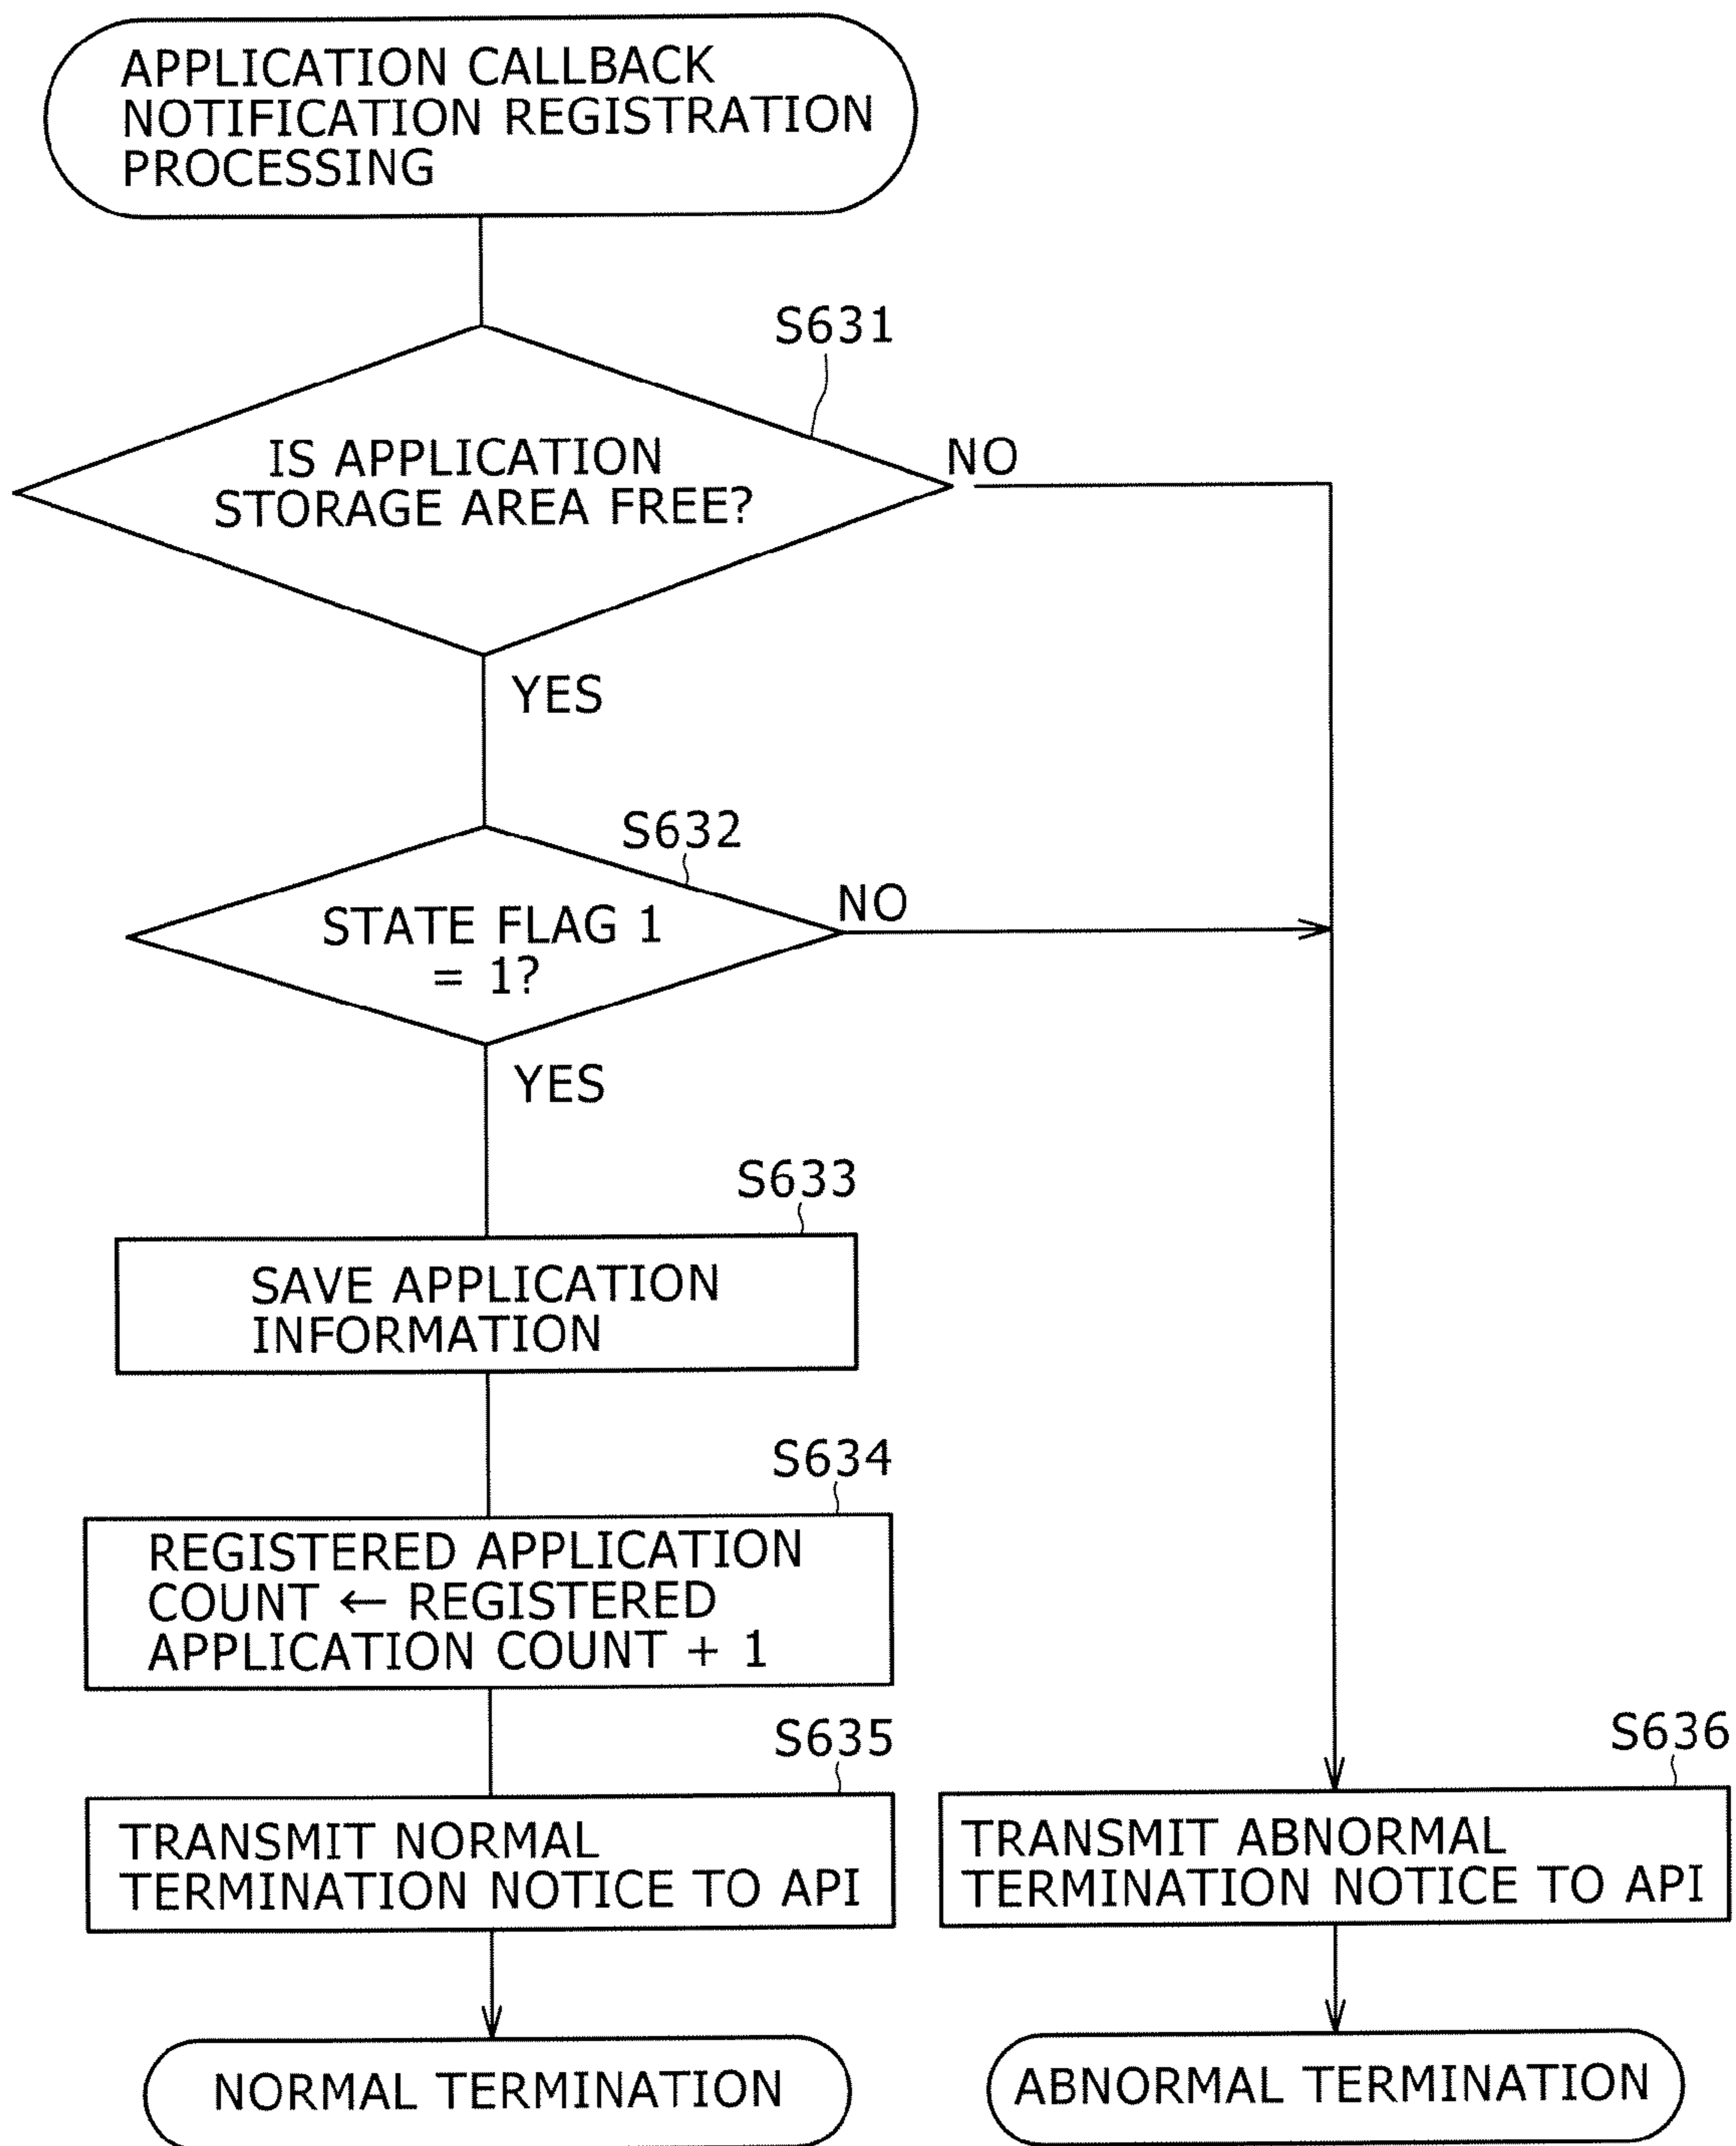 APPLICATION CALLBACK
NOTIFICATION REGISTRATION
PROCESSING
S631
IS APPLICATION
STORAGE AREA FREE?
NO
YES
S632
STATE FLAG 1
= 1?
NO
YES
S633
SAVE APPLICATION
INFORMATION
S634
REGISTERED APPLICATION
COUNT ← REGISTERED
APPLICATION COUNT + 1
S635
TRANSMIT NORMAL
TERMINATION NOTICE TO API
S636
TRANSMIT ABNORMAL
TERMINATION NOTICE TO API
NORMAL TERMINATION
ABNORMAL TERMINATION